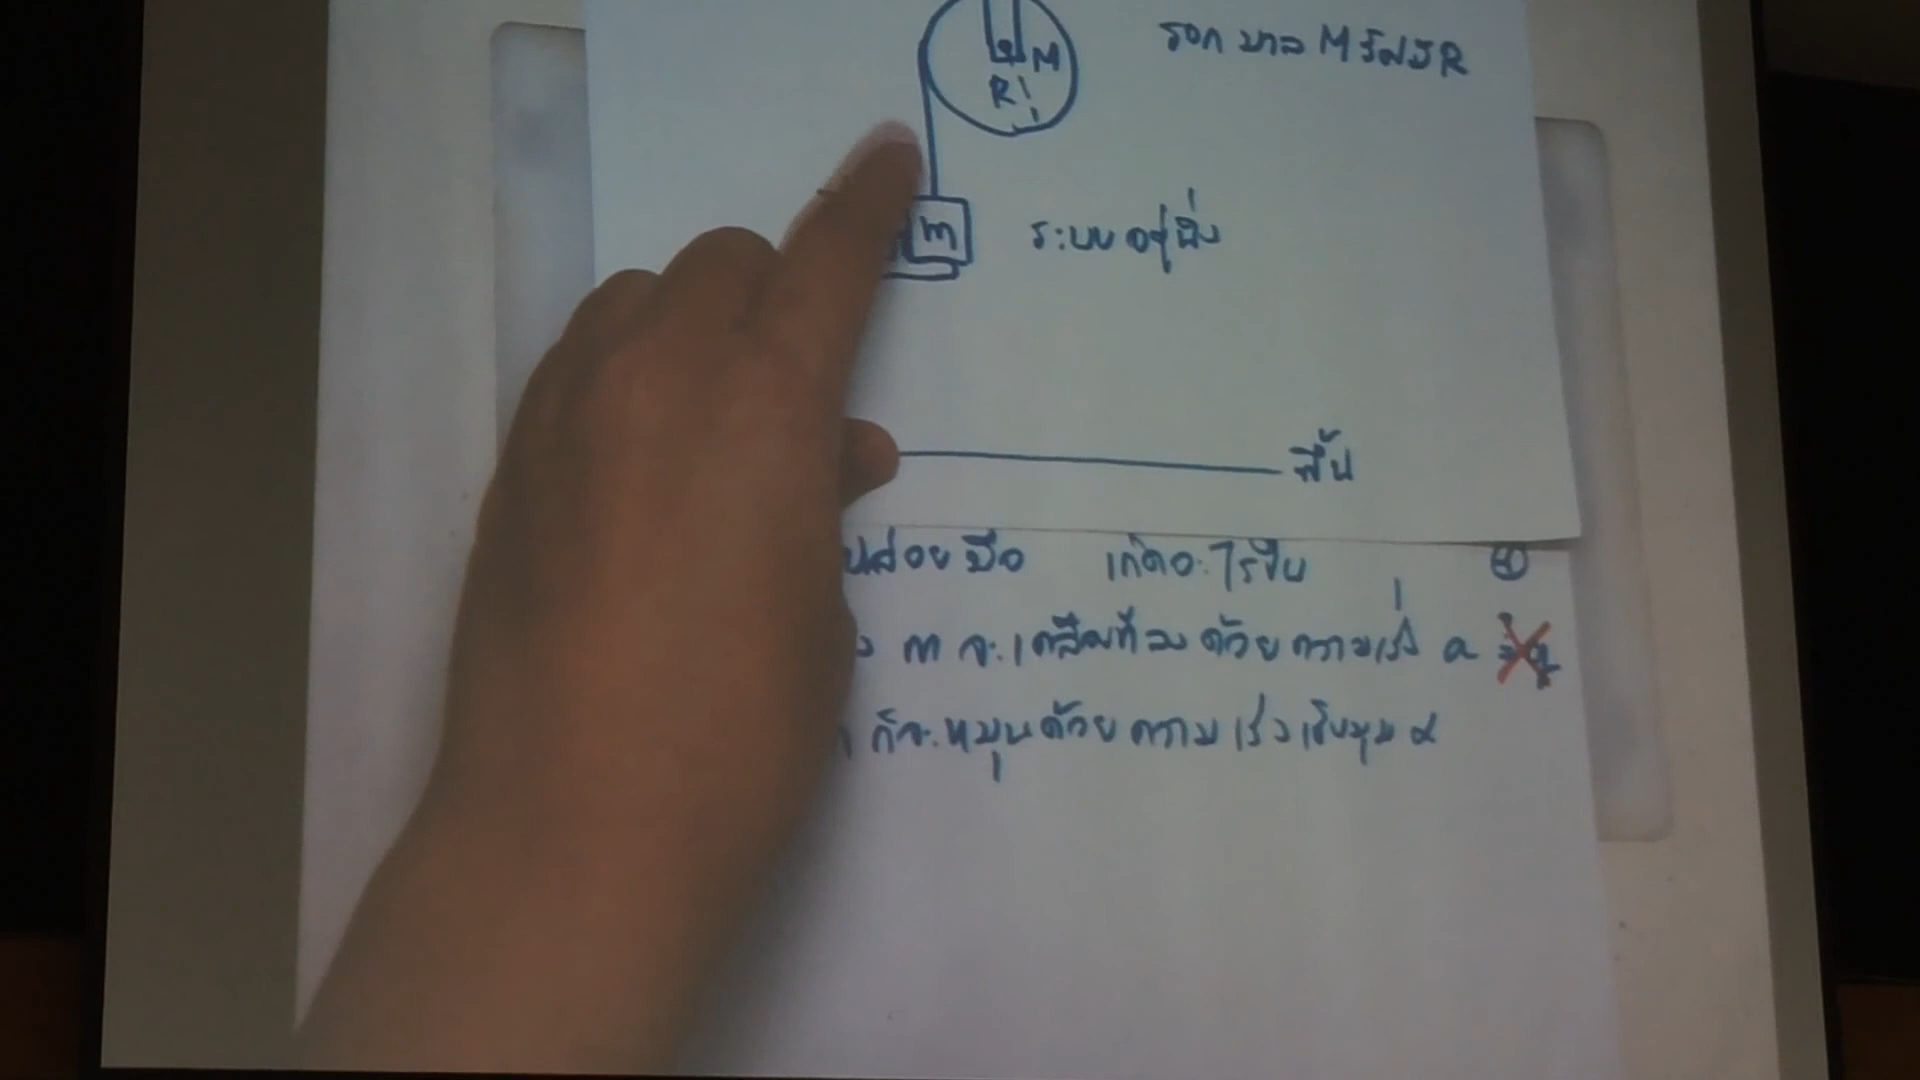 รอก มวล M รัศมี R
M
R
m
ระบบอยู่นิ่ง
พื้น
ปล่อยมือ เกิดอะไรขึ้น
m จะเคลื่อนที่ลงด้วยความเร่ง a
ก็จะหมุนด้วยความเร่งเชิงมุม α